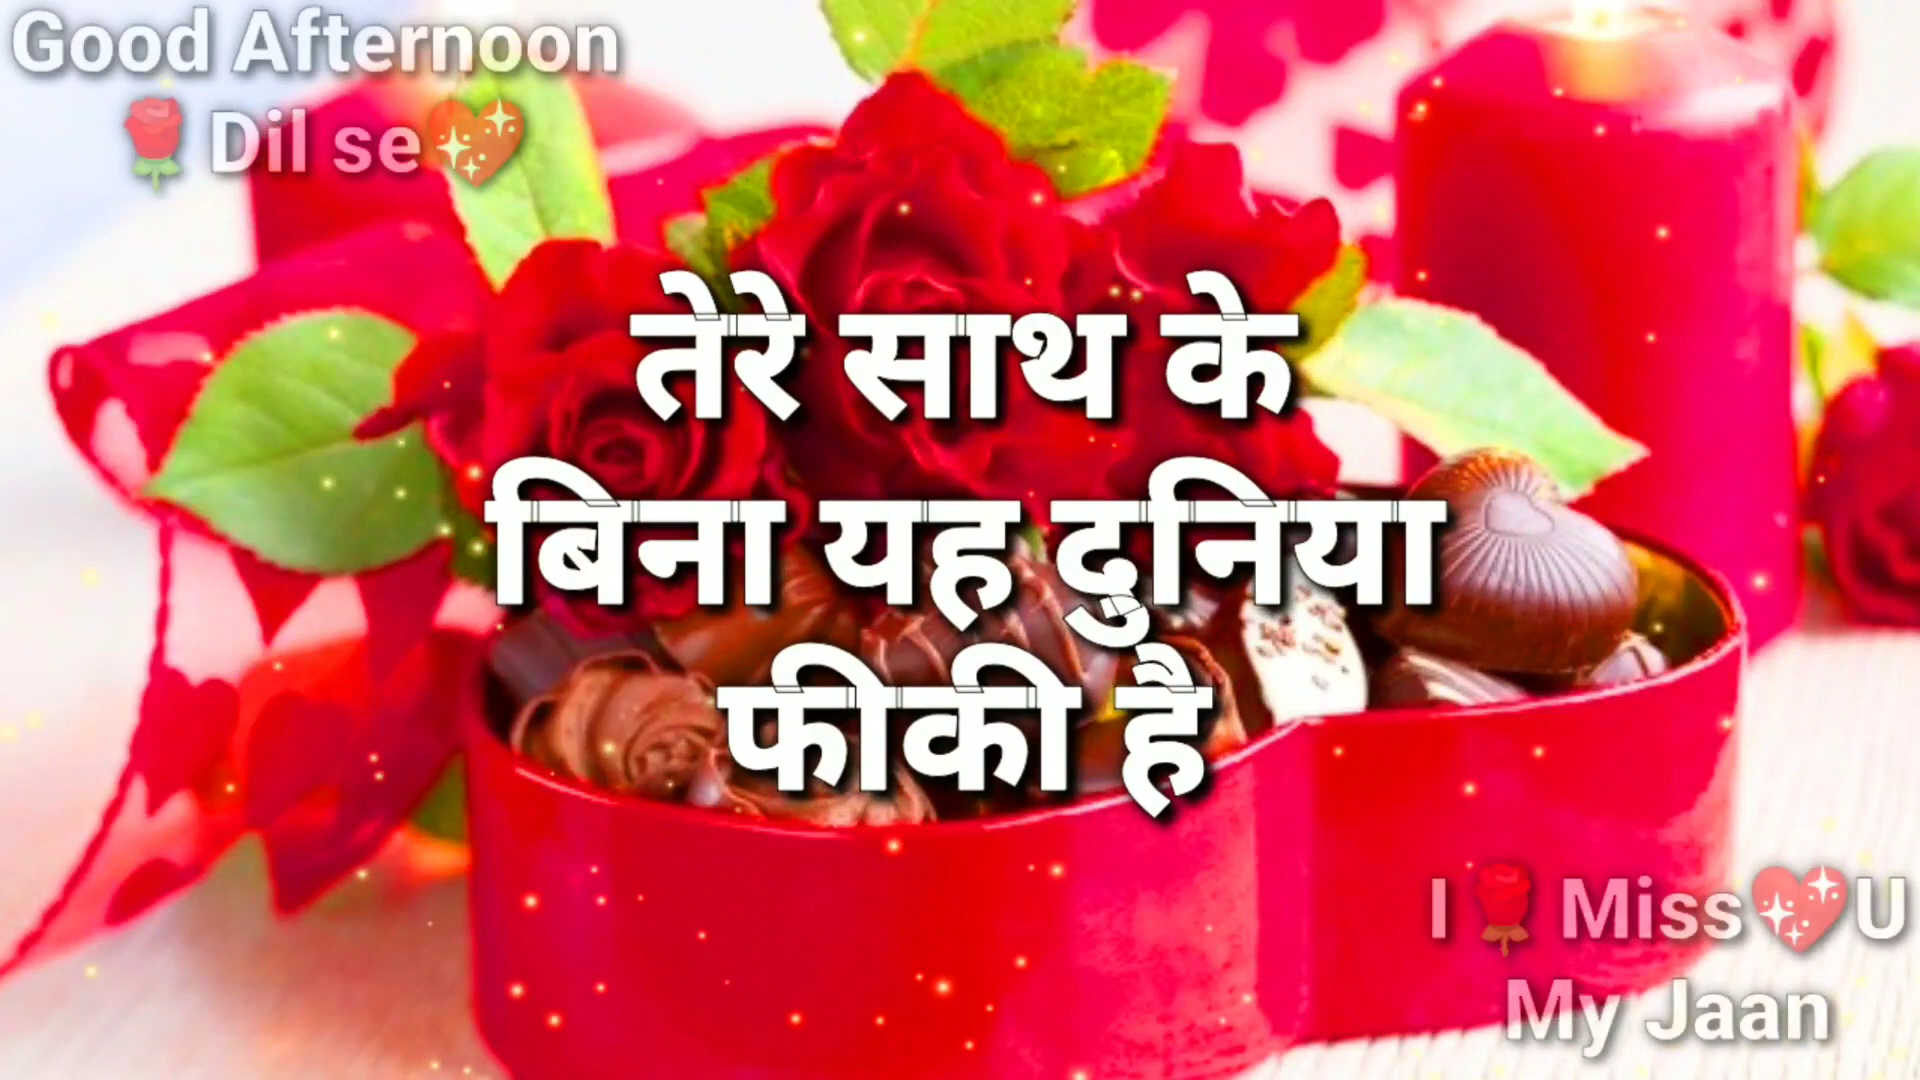 Good Afternoon
🌹Dil se💖
तेरे साथ के
बिना यह दुनिया
फीकी है
I🌹Miss💖U
My Jaan